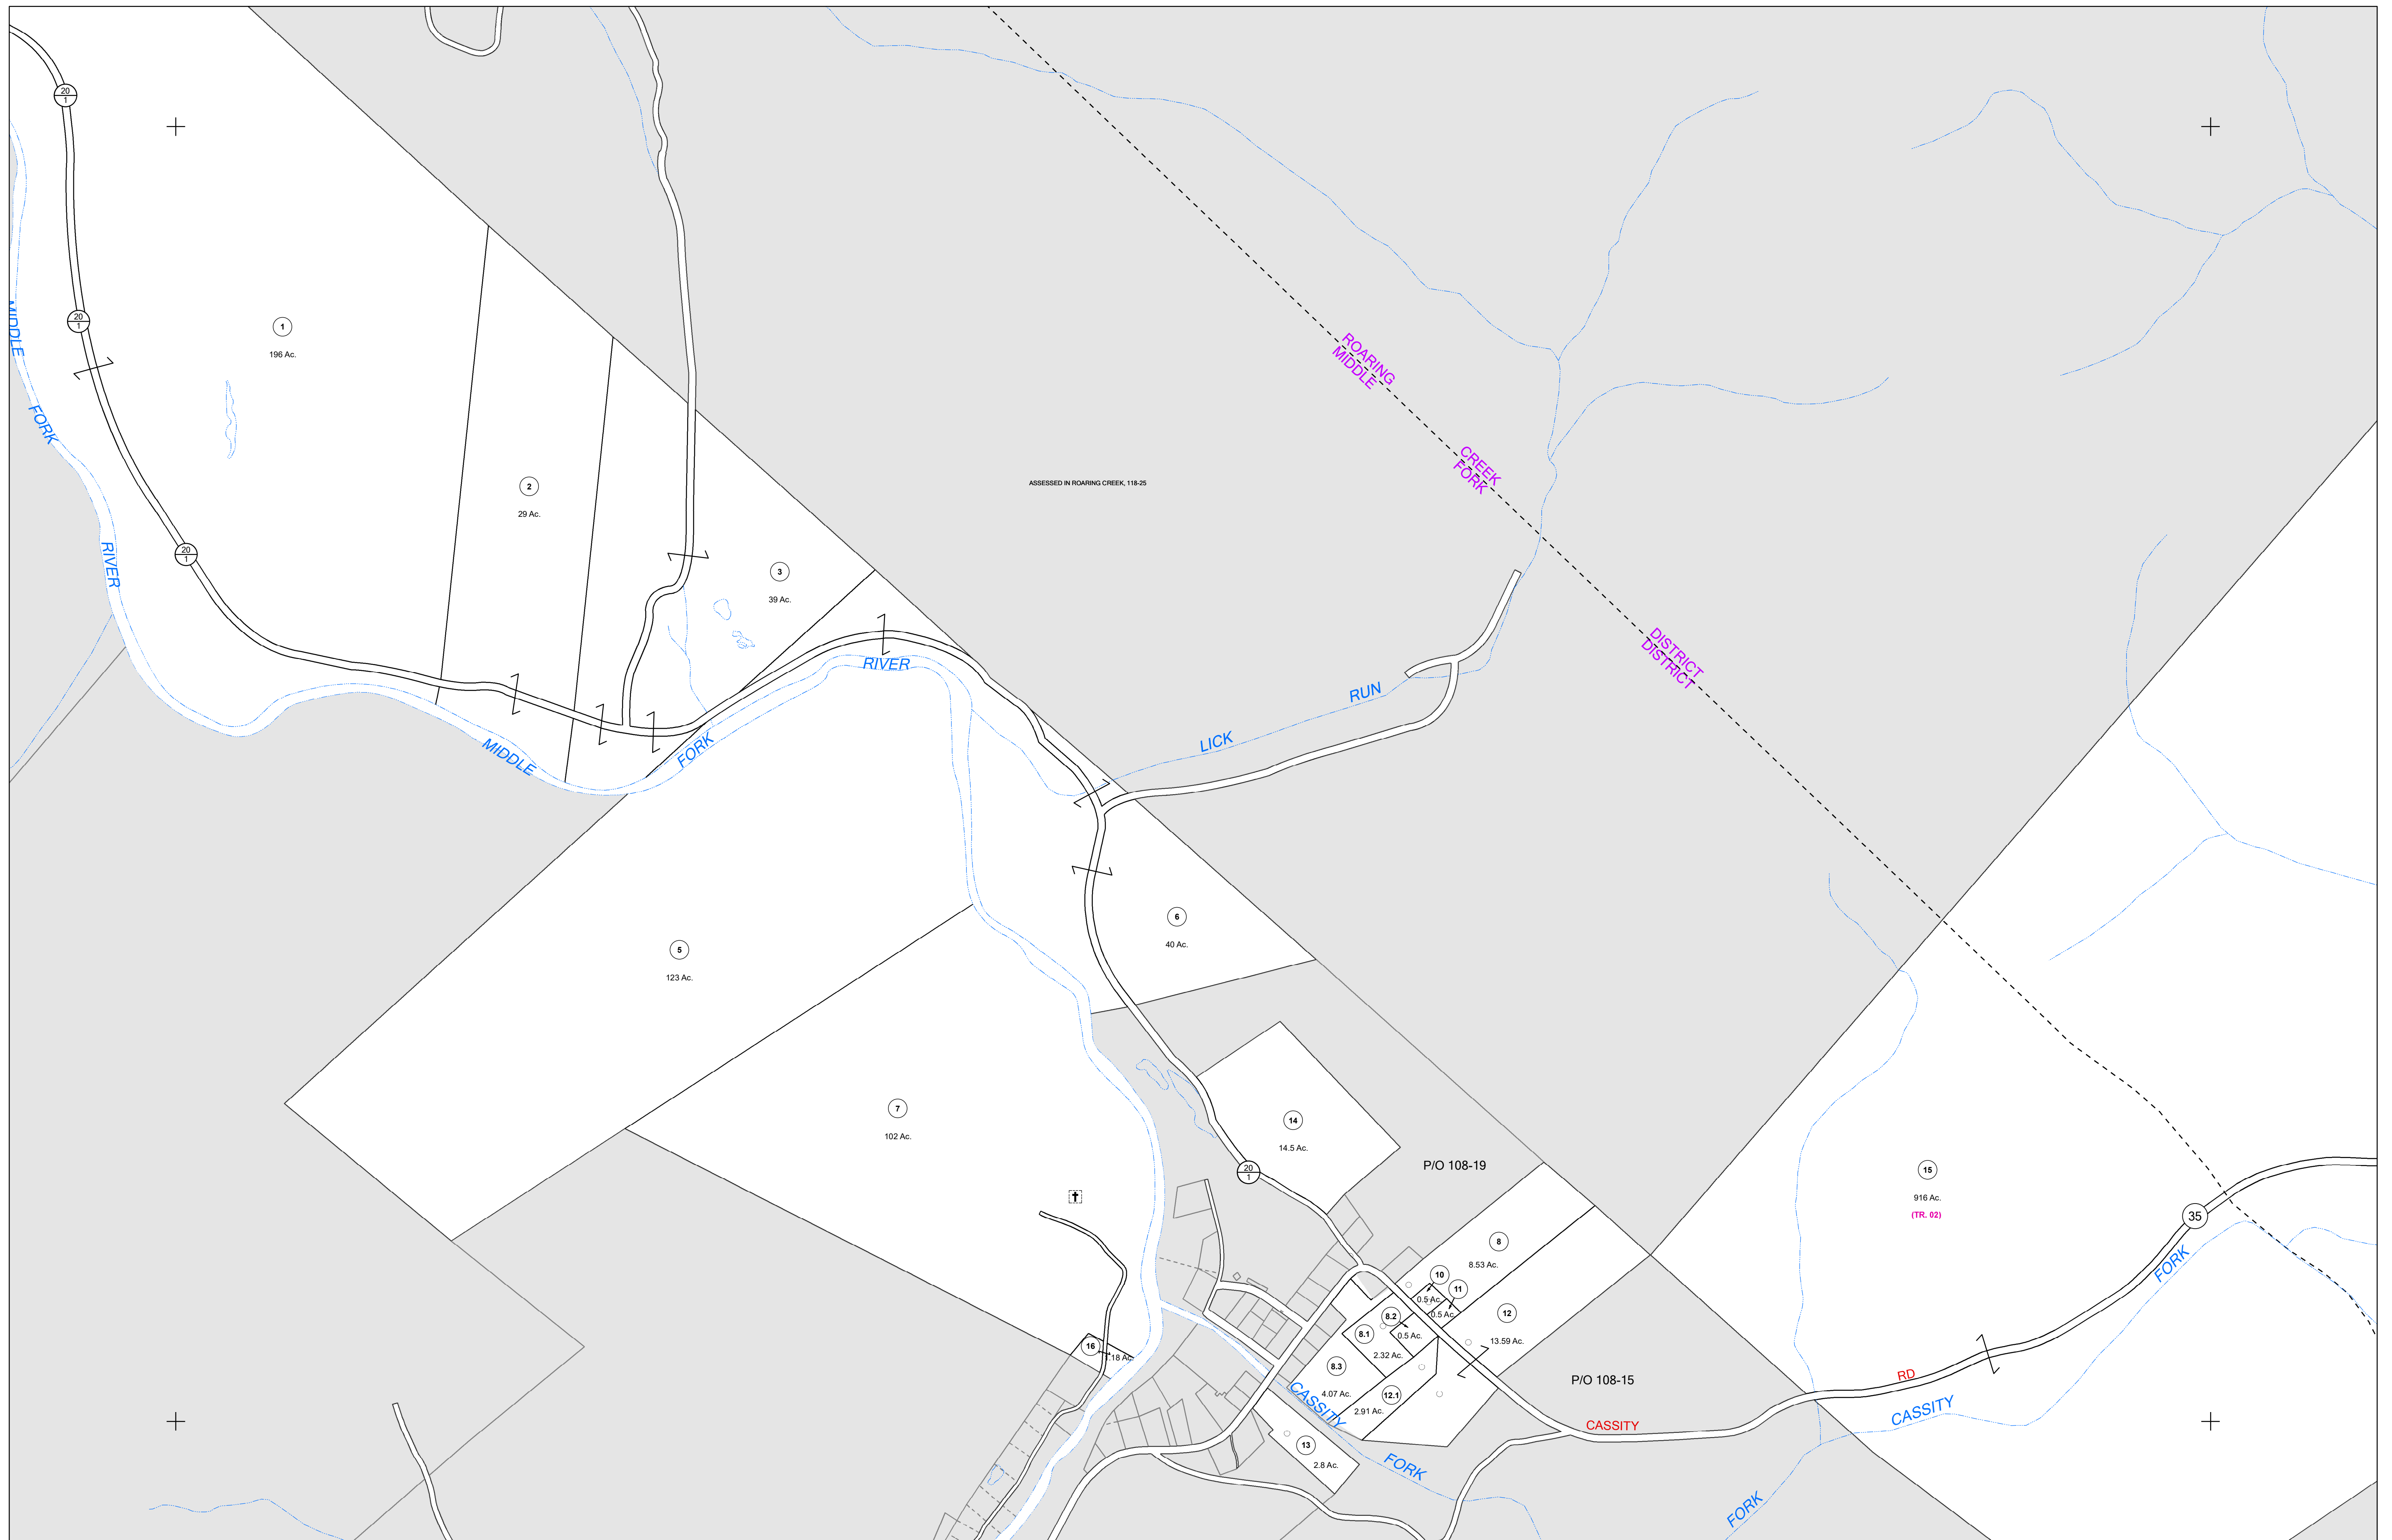 20
1
20
1
1
196 Ac.
MIDDLE
FORK
RIVER
20
1
2
29 Ac.
3
39 Ac.
ASSESSED IN ROARING CREEK, 118-25
ROARING
MIDDLE
CREEK
FORK
DISTRICT
DISTRICT
RIVER
MIDDLE
FORK
LICK
RUN
5
123 Ac.
6
40 Ac.
7
102 Ac.
14
14.5 Ac.
20
1
P/O 108-19
15
916 Ac.
(TR. 02)
35
FORK
8
8.53 Ac.
10
0.5 Ac.
11
0.5 Ac.
12
13.59 Ac.
8.2
0.5 Ac.
8.1
2.32 Ac.
8.3
4.07 Ac.
12.1
2.91 Ac.
16
.18 Ac.
P/O 108-15
CASSITY
RD
CASSITY
CASSITY
FORK
13
2.8 Ac.
FORK